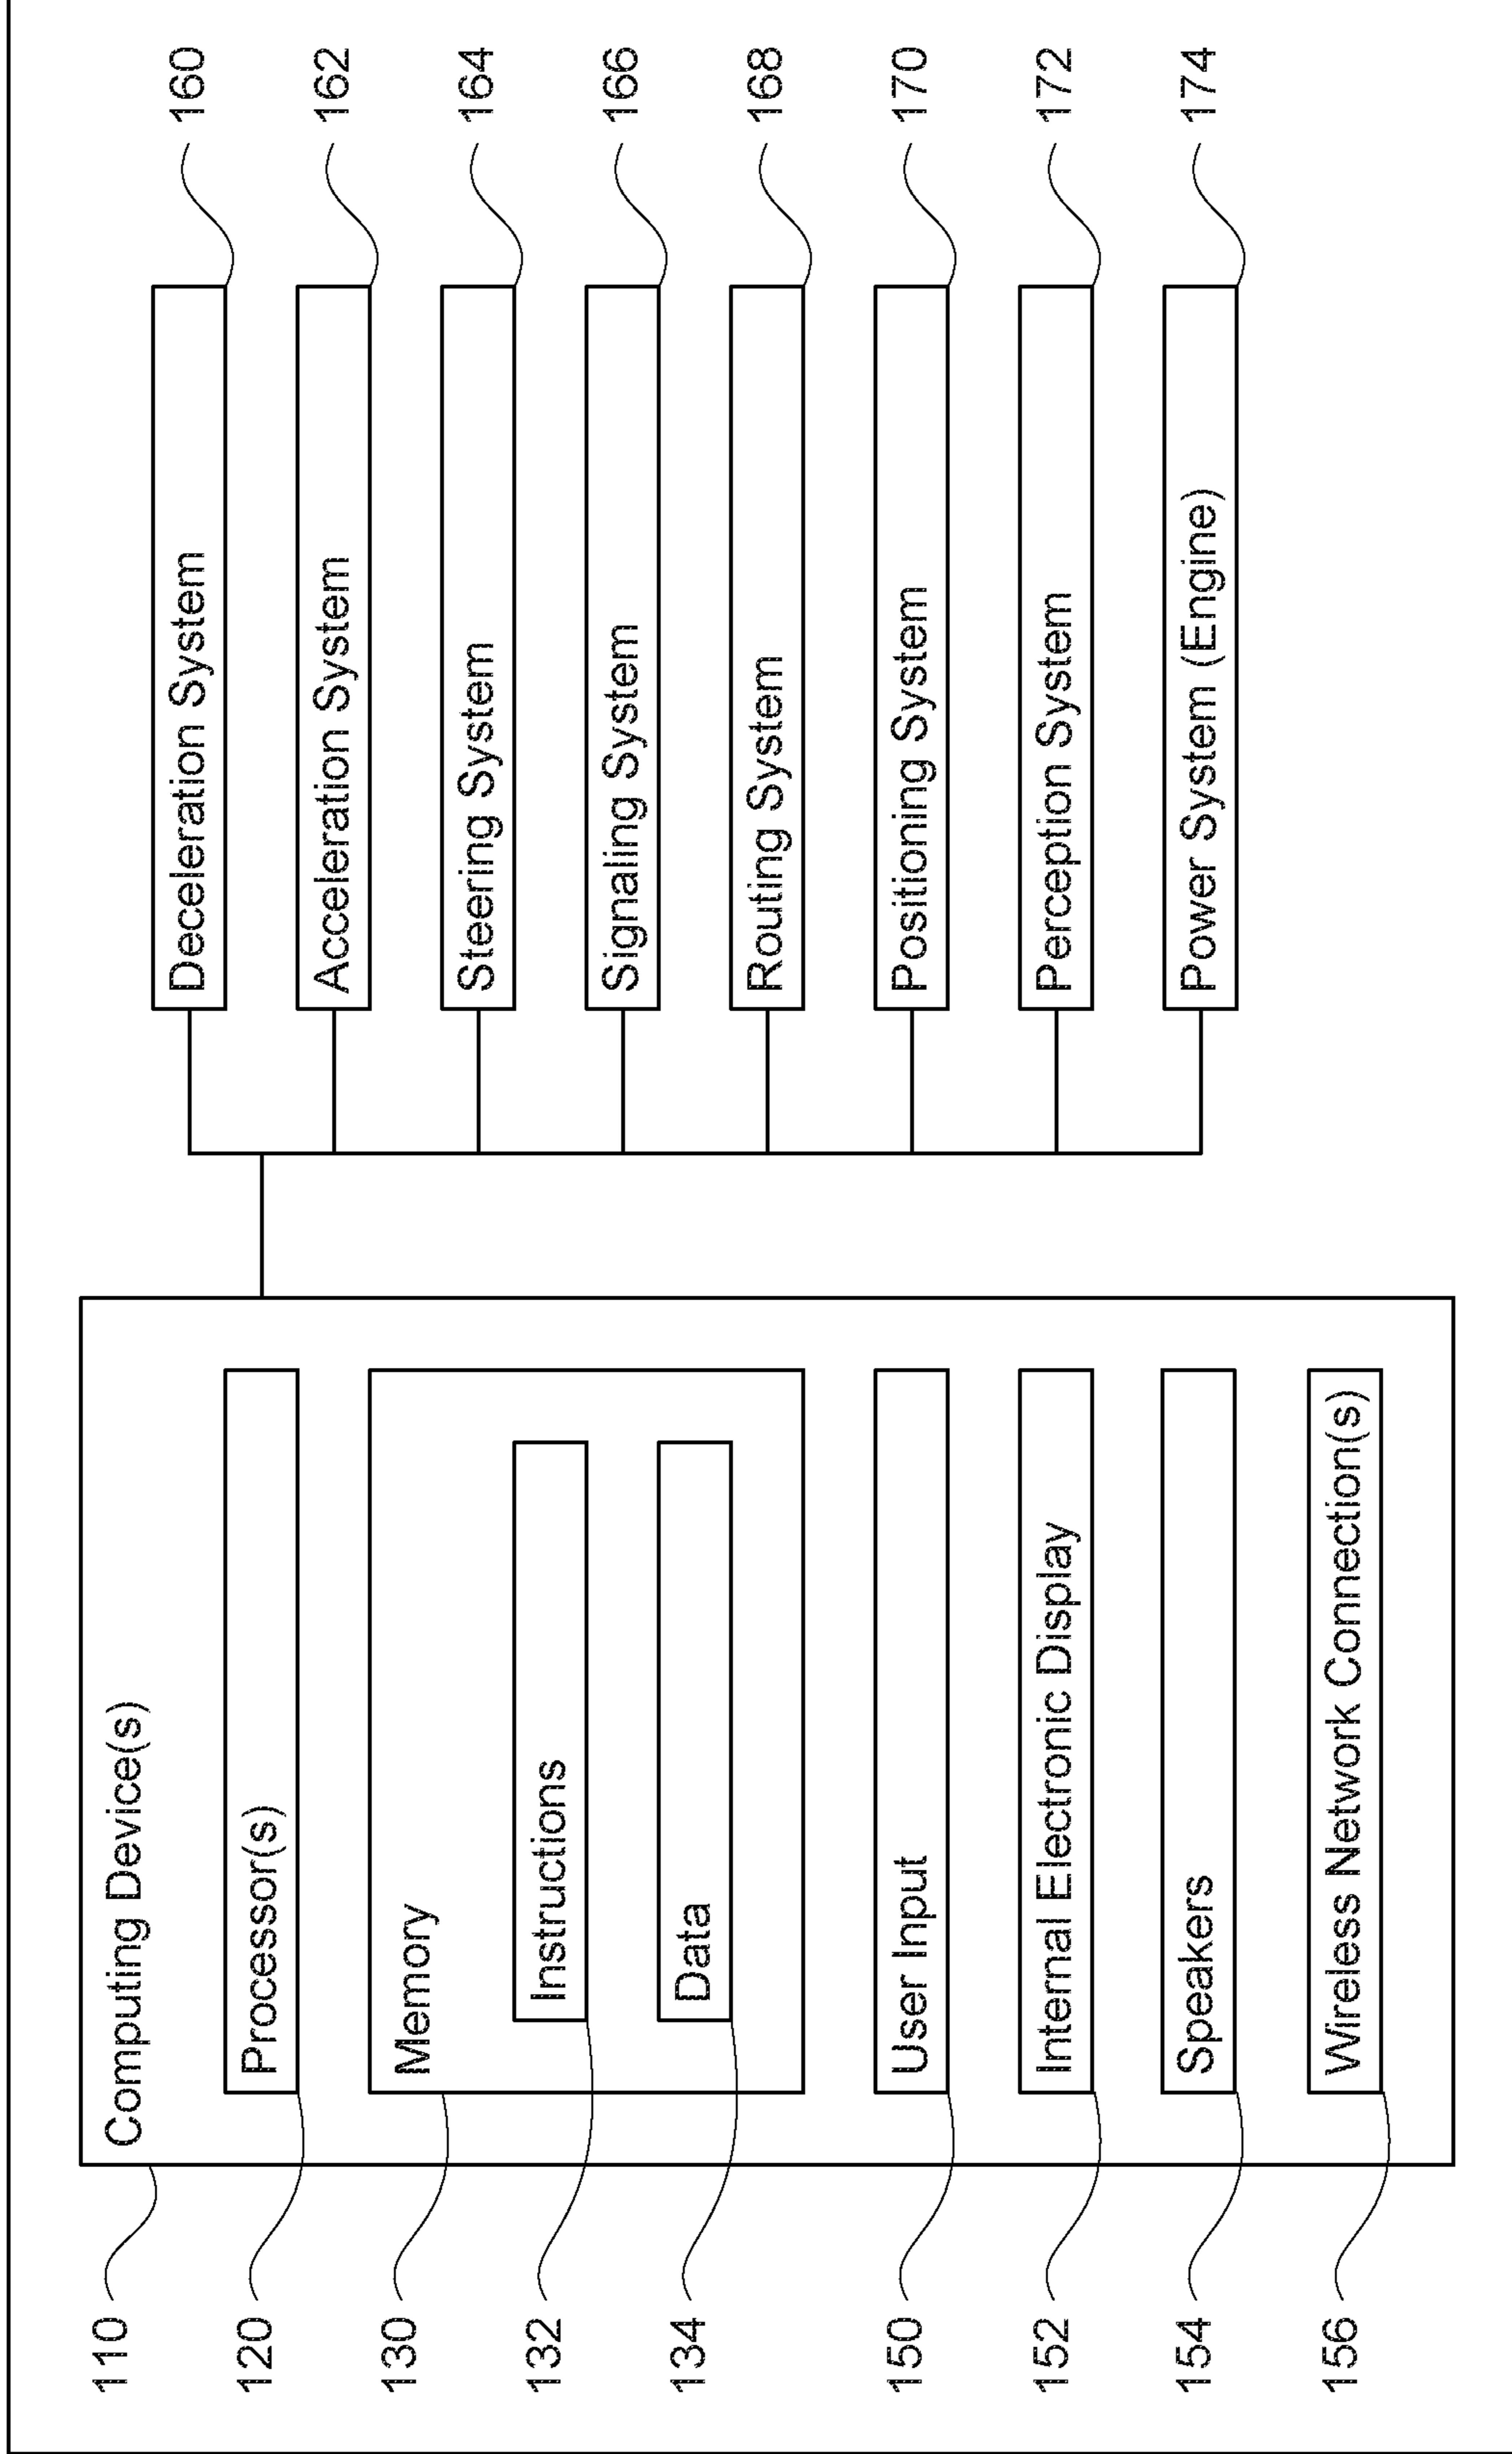 110
Computing Device(s)
120
Processor(s)
130
Memory
132
Instructions
134
Data
150
User Input
152
Internal Electronic Display
154
Speakers
156
Wireless Network Connection(s)
Deceleration System
160
Acceleration System
162
Steering System
164
Signaling System
166
Routing System
168
Positioning System
170
Perception System
172
Power System (Engine)
174